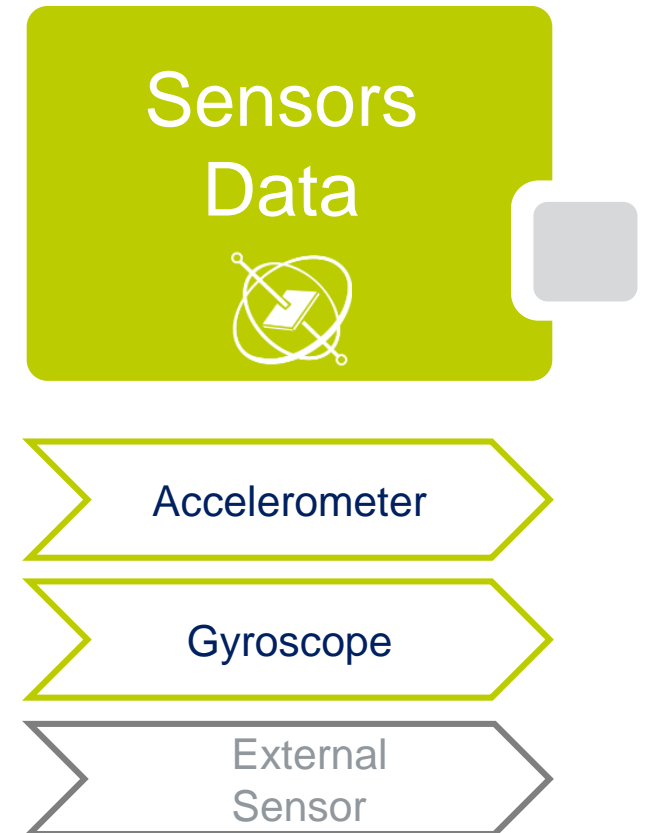 Sensors
Data
Accelerometer
Gyroscope
External
Sensor